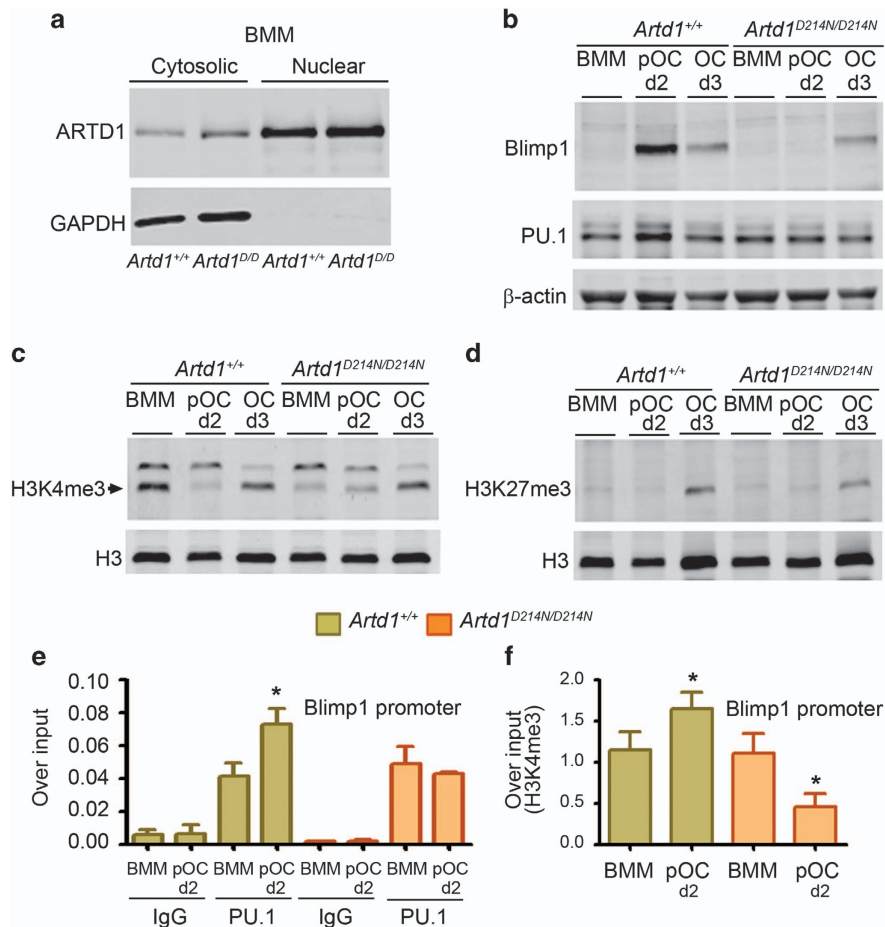 a
BMM
Cytosolic Nuclear
ARTD1
GAPDH
Artd1+/+ Artd1D/D Artd1+/+ Artd1D/D
b
Artd1+/+ Artd1D214N/D214N
BMM pOC OC BMM pOC OC
d2 d3 d2 d3
Blimp1
PU.1
β-actin
c
Artd1+/+ Artd1D214N/D214N
BMM pOC OC BMM pOC OC
d2 d3 d2 d3
H3K4me3
H3
d
Artd1+/+ Artd1D214N/D214N
BMM pOC OC BMM pOC OC
d2 d3 d2 d3
H3K27me3
H3
Artd1+/+ Artd1D214N/D214N
e
Blimp1 promoter
Over input
0.10
0.08
0.06
0.04
0.02
0.00
*
BMM pOC BMM pOC BMM pOC BMM pOC
d2 d2 d2 d2
IgG PU.1 IgG PU.1
f
Blimp1 promoter
Over input
(H3K4me3)
2.0
1.5
1.0
0.5
0.0
*
*
BMM pOC BMM pOC
d2 d2